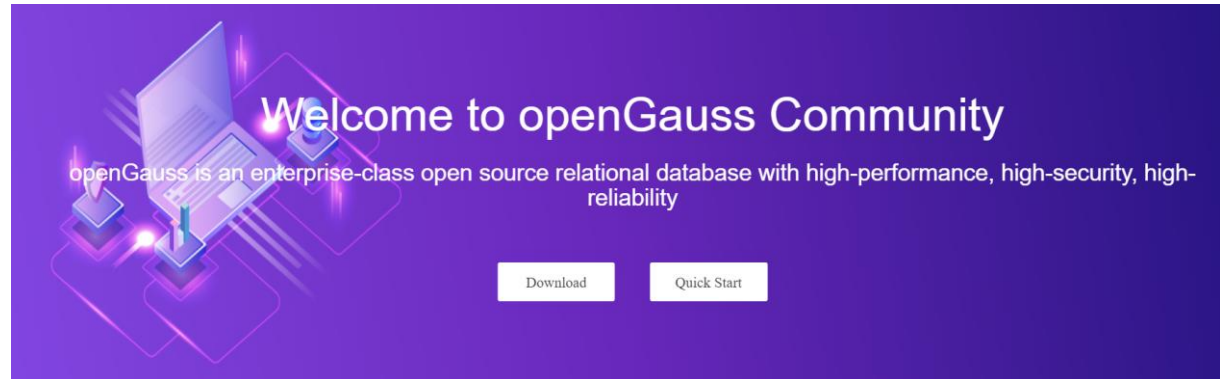 Welcome to openGauss Community
openGauss is an enterprise-class open source relational database with high-performance, high-security, high-
reliability
Download
Quick Start